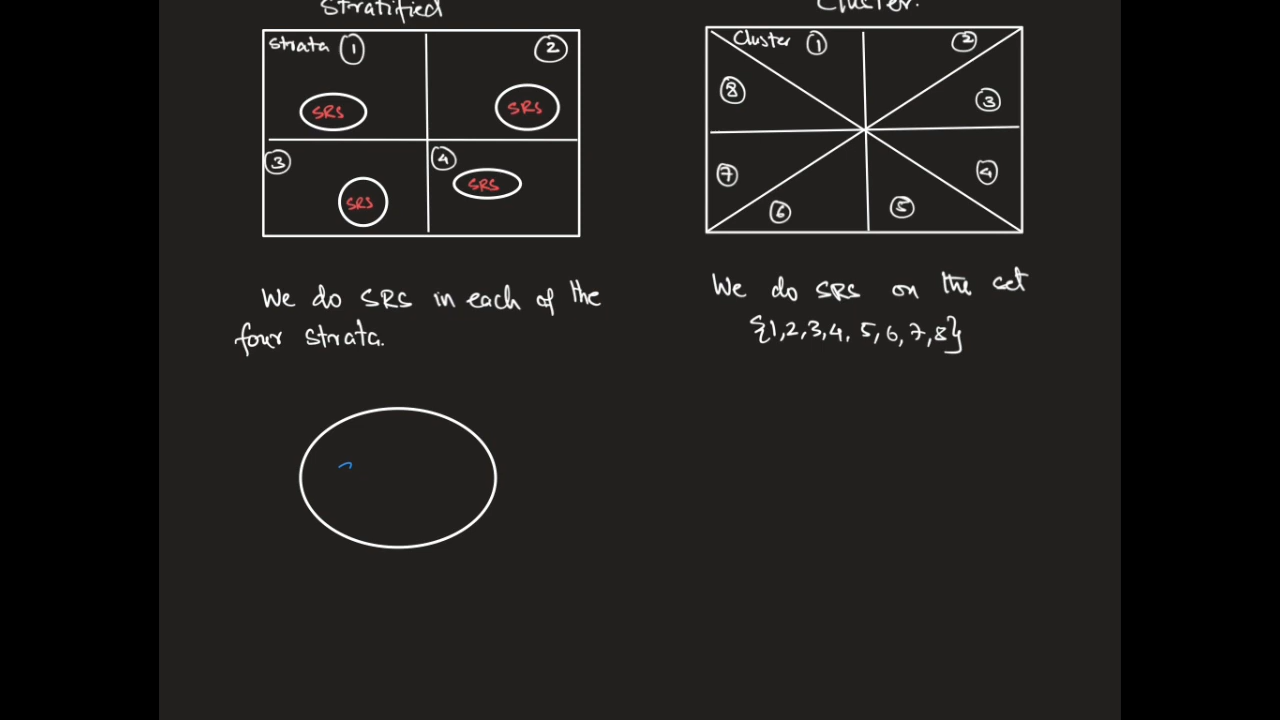 Stratified
Strata 1
2
SRS
SRS
3
4
SRS
SRS
We do SRS in each of the
four strata.
Cluster.
Cluster 1
2
8
3
7
4
6
5
We do SRS on the set
{1,2,3,4,5,6,7,8}